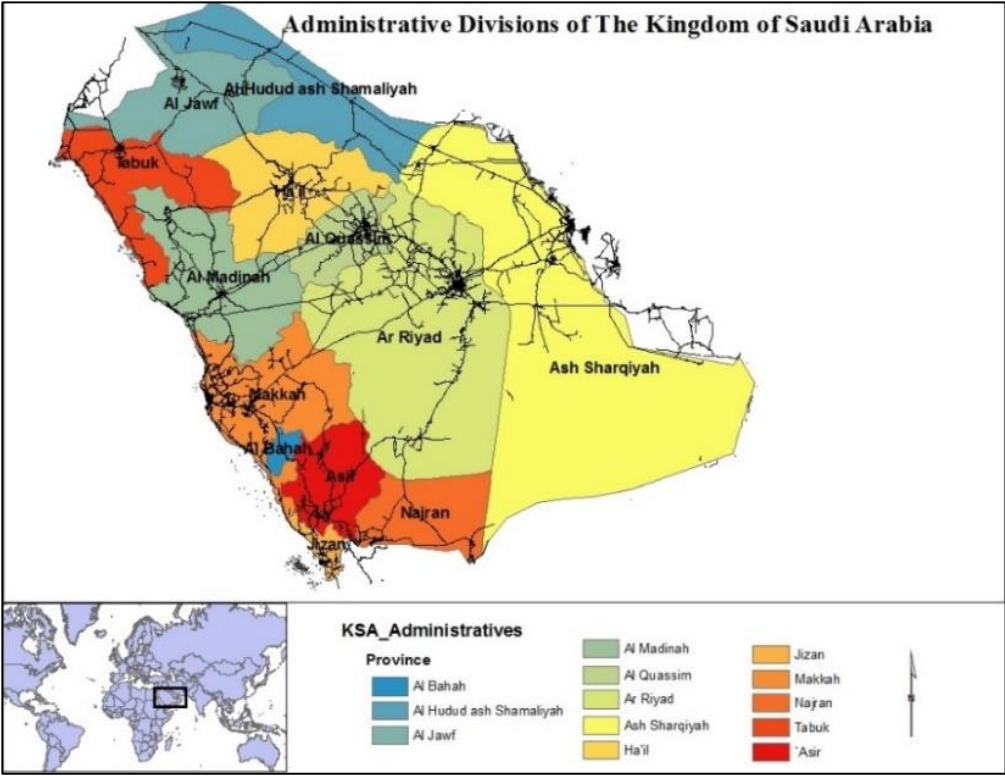 Administrative Divisions of The Kingdom of Saudi Arabia
Al Hudud ash Shamaliyah
Al Jawf
Tabuk
Ha'il
Al Quassim
Al Madinah
Ar Riyad
Ash Sharqiyah
Makkah
Al Bahah
Asir
Najran
Jizan
KSA_Administratives
Province
Al Bahah
Al Hudud ash Shamaliyah
Al Jawf
Al Madinah
Al Quassim
Ar Riyad
Ash Sharqiyah
Ha'il
Jizan
Makkah
Najran
Tabuk
`Asir